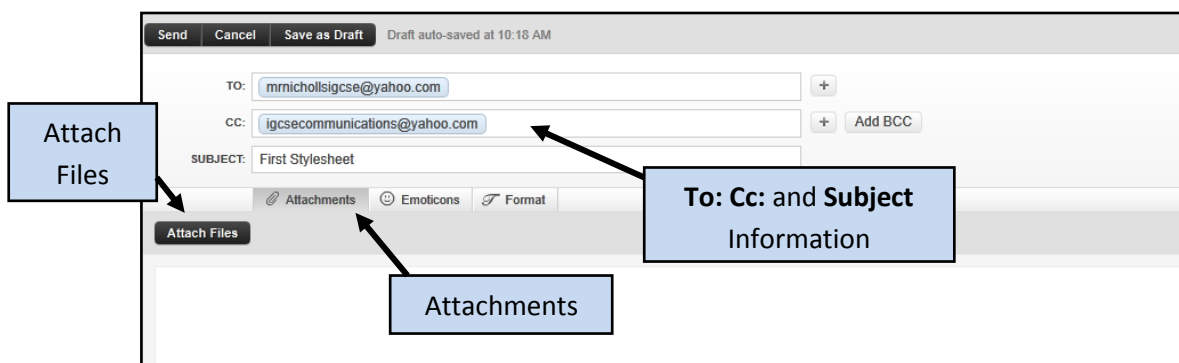 Send Cancel Save as Draft Draft auto-saved at 10:18 AM
TO: mrnichollsigcse@yahoo.com +
CC: igcsecommunications@yahoo.com + Add BCC
SUBJECT: First Stylesheet
Attach
Files
To: Cc: and Subject
Information
Attachments Emoticons Format
Attach Files
Attachments